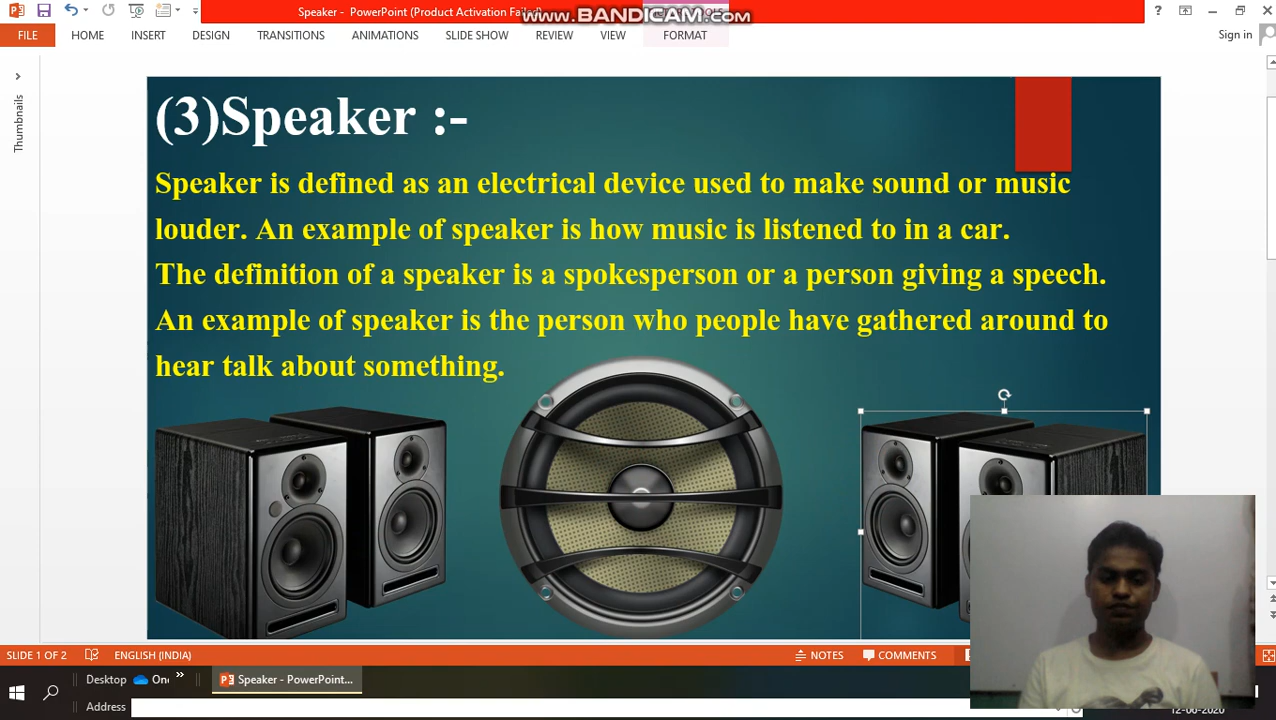 Speaker - PowerPoint (Product Activation Failed)
www.BANDICAM.com
FILE HOME INSERT DESIGN TRANSITIONS ANIMATIONS SLIDE SHOW REVIEW VIEW FORMAT Sign in
Thumbnails
(3)Speaker :-
Speaker is defined as an electrical device used to make sound or music
louder. An example of speaker is how music is listened to in a car.
The definition of a speaker is a spokesperson or a person giving a speech.
An example of speaker is the person who people have gathered around to
hear talk about something.
SLIDE 1 OF 2 ENGLISH (INDIA) NOTES COMMENTS
Desktop Speaker - PowerPoint...
Address